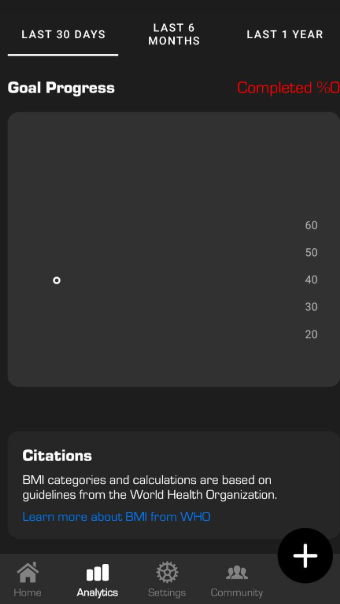 LAST 30 DAYS
LAST 6
MONTHS
LAST 1 YEAR
Goal Progress
Completed %0
60
50
40
30
20
Citations
BMI categories and calculations are based on
guidelines from the World Health Organization.
Learn more about BMI from WHO
Home
Analytics
Settings
Community